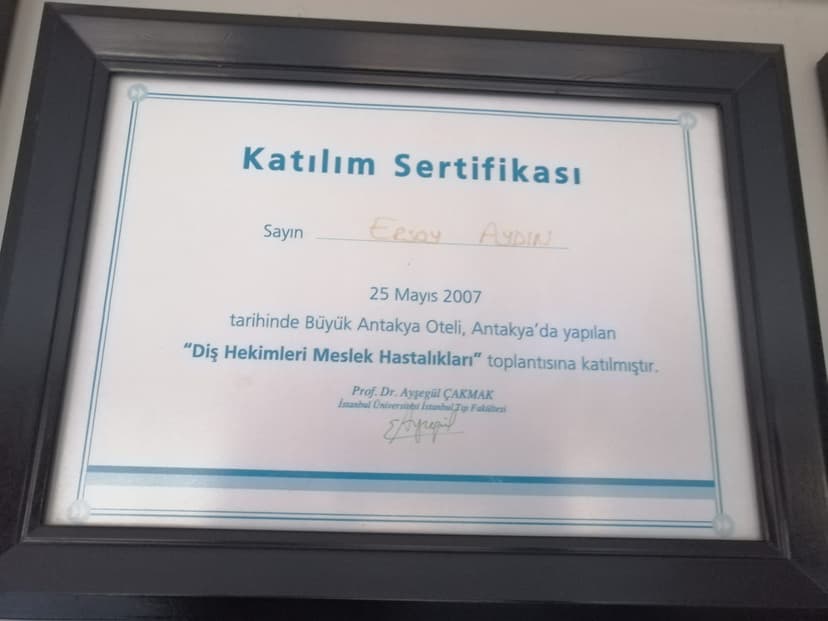 Katılım Sertifikası
Sayın Ersoy AYDIN
25 Mayıs 2007
tarihinde Büyük Antakya Oteli, Antakya'da yapılan
"Diş Hekimleri Meslek Hastalıkları" toplantısına katılmıştır.
Prof. Dr. Ayşegül ÇAKMAK
İstanbul Üniversitesi İstanbul Tıp Fakültesi